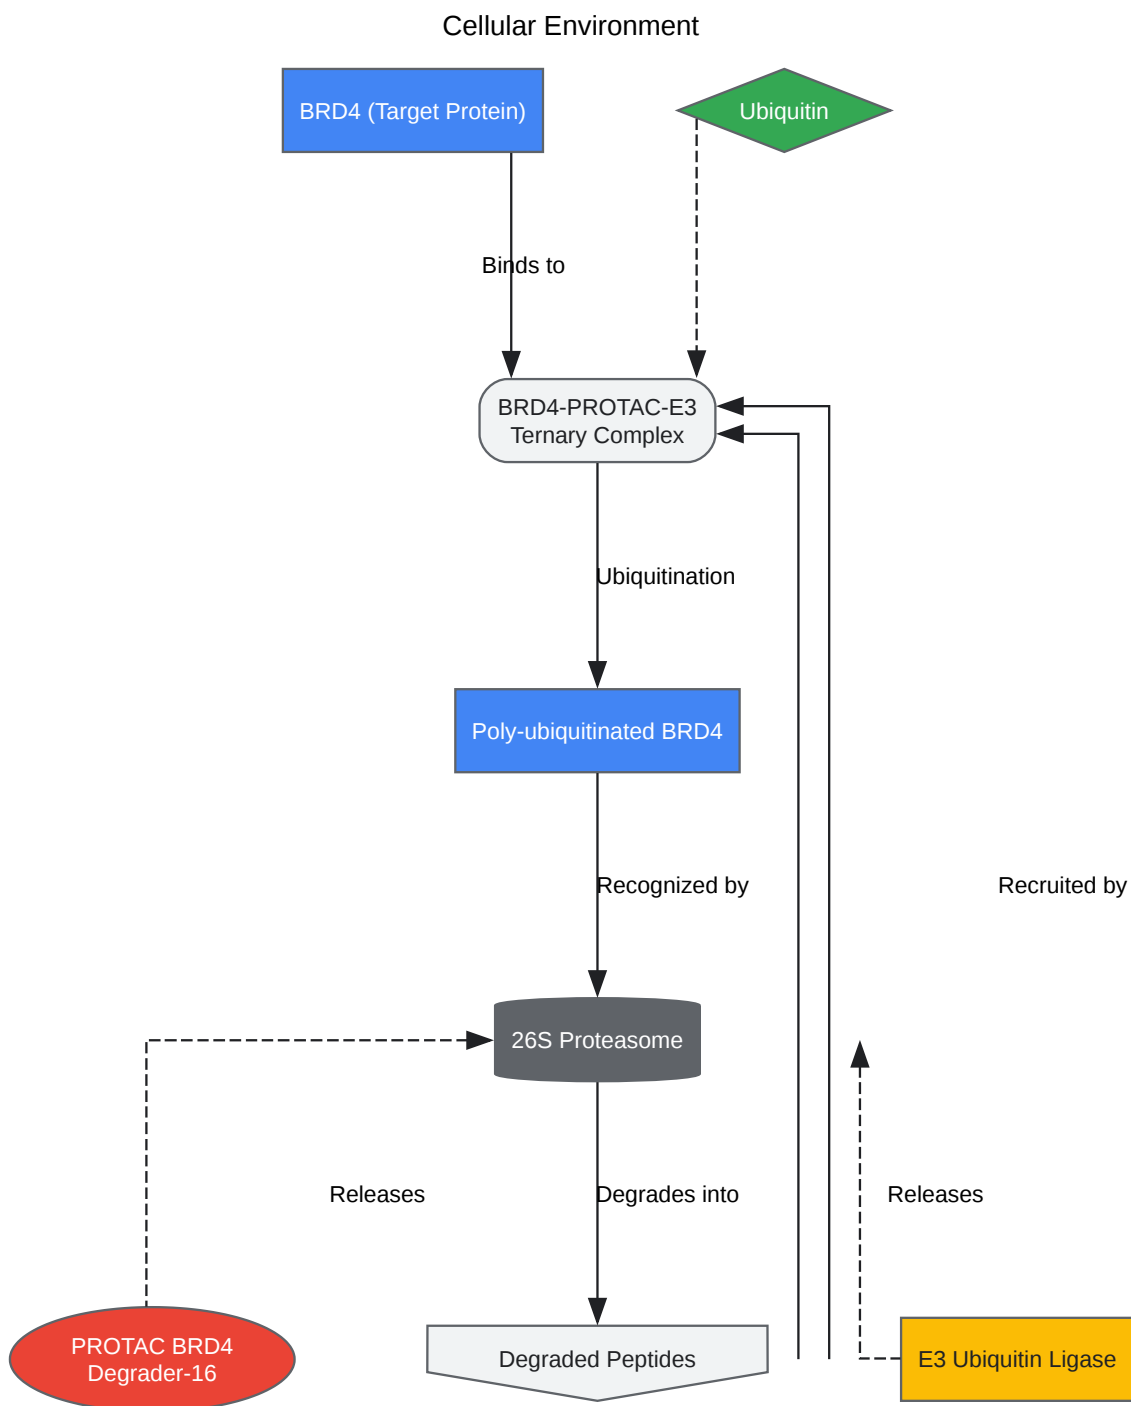 Cellular Environment
BRD4 (Target Protein)
Ubiquitin
Binds to
BRD4-PROTAC-E3
Ternary Complex
Ubiquitination
Poly-ubiquitinated BRD4
Recognized by
Recruited by
26S Proteasome
Releases
Degrades into
Releases
PROTAC BRD4
Degrader-16
Degraded Peptides
E3 Ubiquitin Ligase